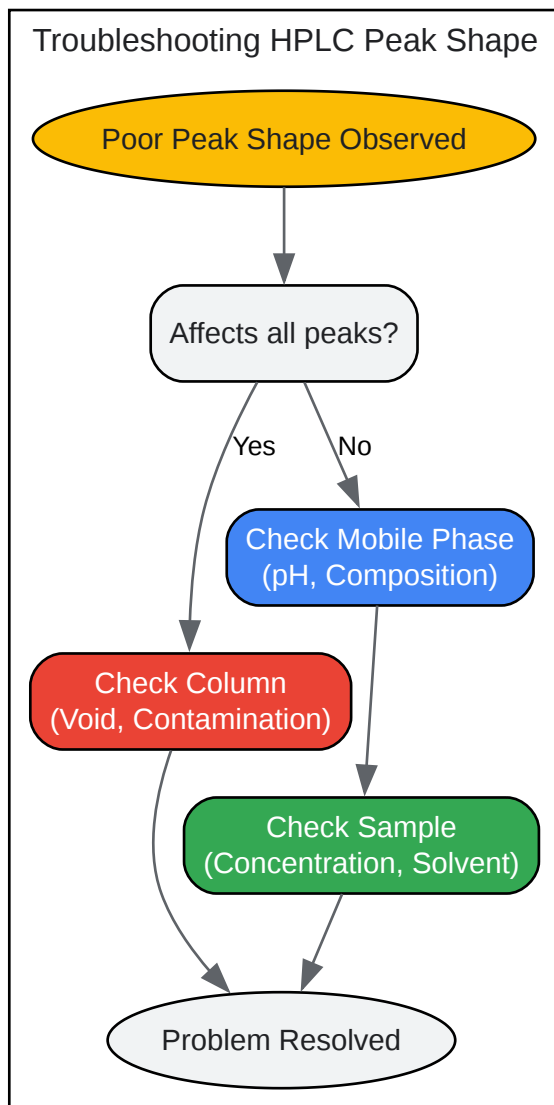 Troubleshooting HPLC Peak Shape
Poor Peak Shape Observed
Affects all peaks?
Yes
No
Check Mobile Phase
(pH, Composition)
Check Column
(Void, Contamination)
Check Sample
(Concentration, Solvent)
Problem Resolved